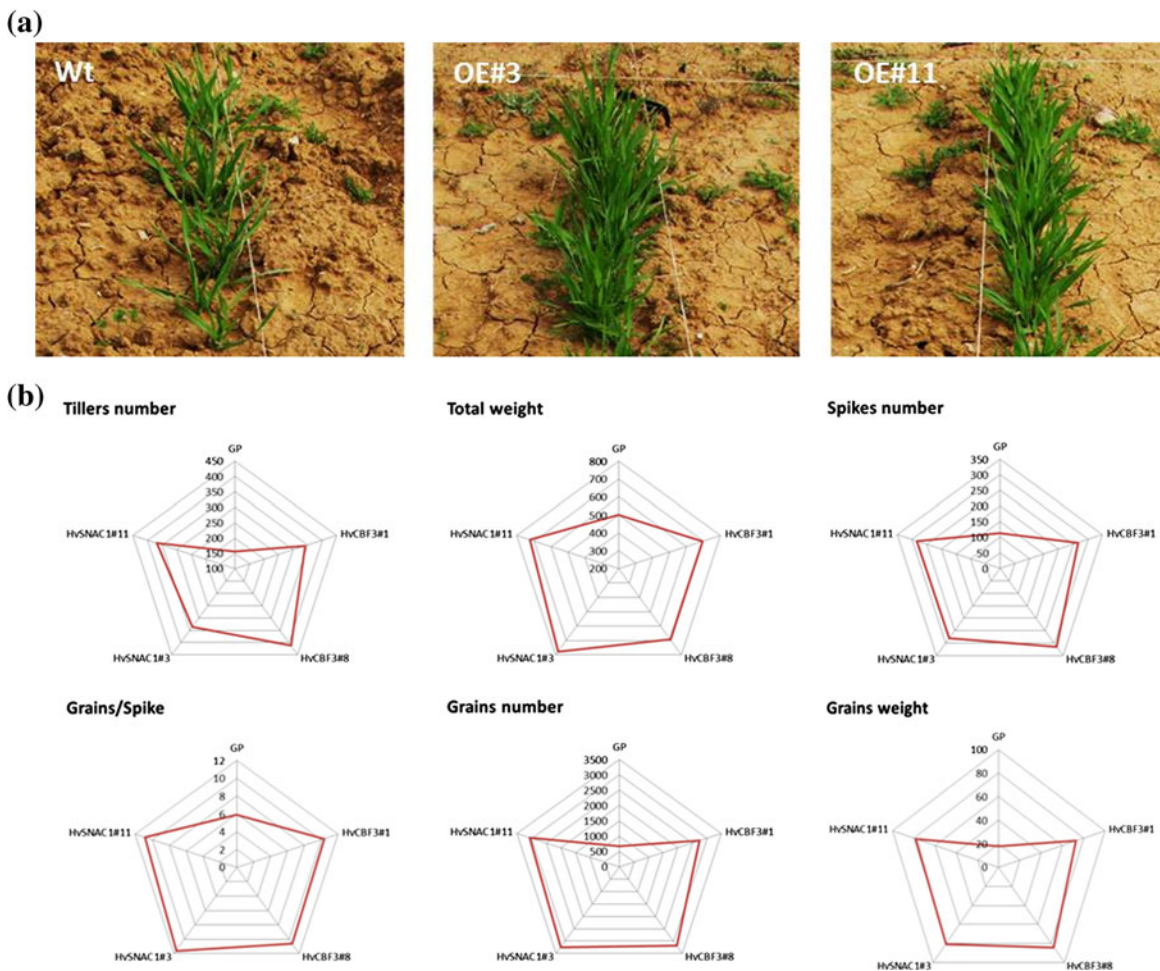 (a)
Wt
OE#3
OE#11
(b)
Tillers number
GP
450
400
350
300
250
200
150
100
HvSNAC1#11
HvCBF3#1
HvSNAC1#3
HvCBF3#8
Total weight
GP
800
700
600
500
400
300
200
HvSNAC1#11
HvCBF3#1
HvSNAC1#3
HvCBF3#8
Spikes number
GP
350
300
250
200
150
100
50
0
HvSNAC1#11
HvCBF3#1
HvSNAC1#3
HvCBF3#8
Grains/Spike
GP
12
10
8
6
4
2
0
HvSNAC1#11
HvCBF3#1
HvSNAC1#3
HvCBF3#8
Grains number
GP
3500
3000
2500
2000
1500
1000
500
0
HvSNAC1#11
HvCBF3#1
HvSNAC1#3
HvCBF3#8
Grains weight
GP
100
80
60
40
20
0
HvSNAC1#11
HvCBF3#1
HvSNAC1#3
HvCBF3#8